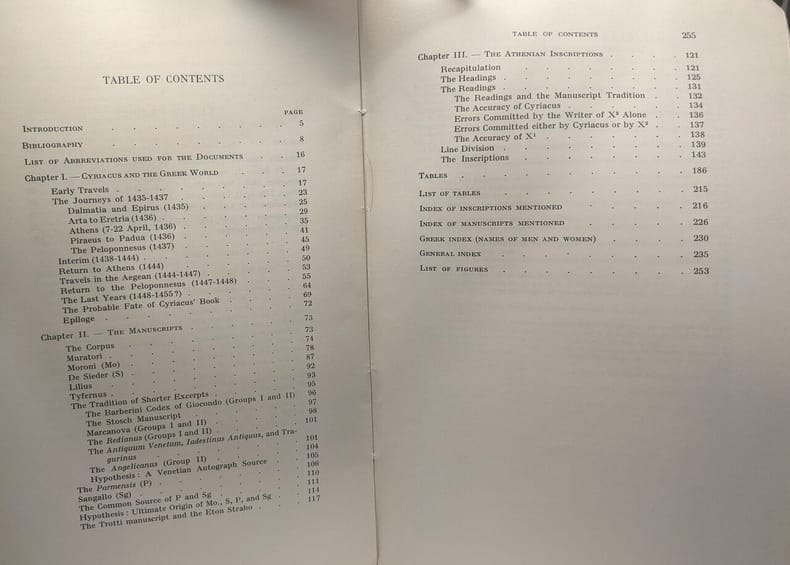 TABLE OF CONTENTS
PAGE
INTRODUCTION . . . . . . . . . 5
BIBLIOGRAPHY . . . . . . . . . 8
LIST OF ABBREVIATIONS USED FOR THE DOCUMENTS . . 16
Chapter I. — CYRIACUS AND THE GREEK WORLD . . . 17
Early Travels . . . . . . . . 17
The Journeys of 1435-1437 . . . . . . 23
Dalmatia and Epirus (1435) . . . . . 25
Arta to Eretria (1436) . . . . . . 29
Athens (7-22 April, 1436) . . . . . 35
Piraeus to Padua (1436) . . . . . 41
The Peloponnesus (1437) . . . . . 45
Interim (1438-1444) . . . . . . . 49
Return to Athens (1444) . . . . . . 50
Travels in the Aegean (1444-1447) . . . . 53
Return to the Peloponnesus (1447-1448) . . . 55
The Last Years (1448-1455?) . . . . . 64
The Probable Fate of Cyriacus' Book . . . 69
Epiloge . . . . . . . . . 72
Chapter II. — THE MANUSCRIPTS . . . . . 73
The Corpus . . . . . . . . 73
Muratori . . . . . . . . . 74
Moroni (Mo) . . . . . . . . 78
De Sieder (S) . . . . . . . . 87
Lilius . . . . . . . . . 92
Tyfernus . . . . . . . . . 93
The Tradition of Shorter Excerpts . . . . 95
The Barberini Codex of Giocondo (Groups I and II) 96
The Stosch Manuscript . . . . . . 97
Marcanova (Groups I and II) . . . . . 98
The Redianus (Groups I and II) . . . . 101
The Antiquum Venetum, Iadestinus Antiquus, and Tra-
gurinus . . . . . . . . 101
The Angelicanus (Group II) . . . . . 104
Hypothesis : A Venetian Autograph Source . . 105
The Parmensis (P) . . . . . . . 106
Sangallo (Sg) . . . . . . . . 110
The Common Source of P and Sg . . . . 111
Hypothesis : Ultimate Origin of Mo., S, P, and Sg . . 114
The Trotti manuscript and the Eton Strabo . . . 117
TABLE OF CONTENTS 255
Chapter III. — THE ATHENIAN INSCRIPTIONS . . . . 121
Recapitulation . . . . . . . . 121
The Headings . . . . . . . . . 125
The Readings . . . . . . . . . 131
The Readings and the Manuscript Tradition . . 132
The Accuracy of Cyriacus . . . . . . 134
Errors Committed by the Writer of X² Alone . . 136
Errors Committed either by Cyriacus or by X² . . 137
The Accuracy of X¹ . . . . . . . 138
Line Division . . . . . . . . . 139
The Inscriptions . . . . . . . . 143
TABLES . . . . . . . . . . . 186
LIST OF TABLES . . . . . . . . . 215
INDEX OF INSCRIPTIONS MENTIONED . . . . . 216
INDEX OF MANUSCRIPTS MENTIONED . . . . . 226
GREEK INDEX (NAMES OF MEN AND WOMEN) . . . . 230
GENERAL INDEX . . . . . . . . . 235
LIST OF FIGURES . . . . . . . . . 253